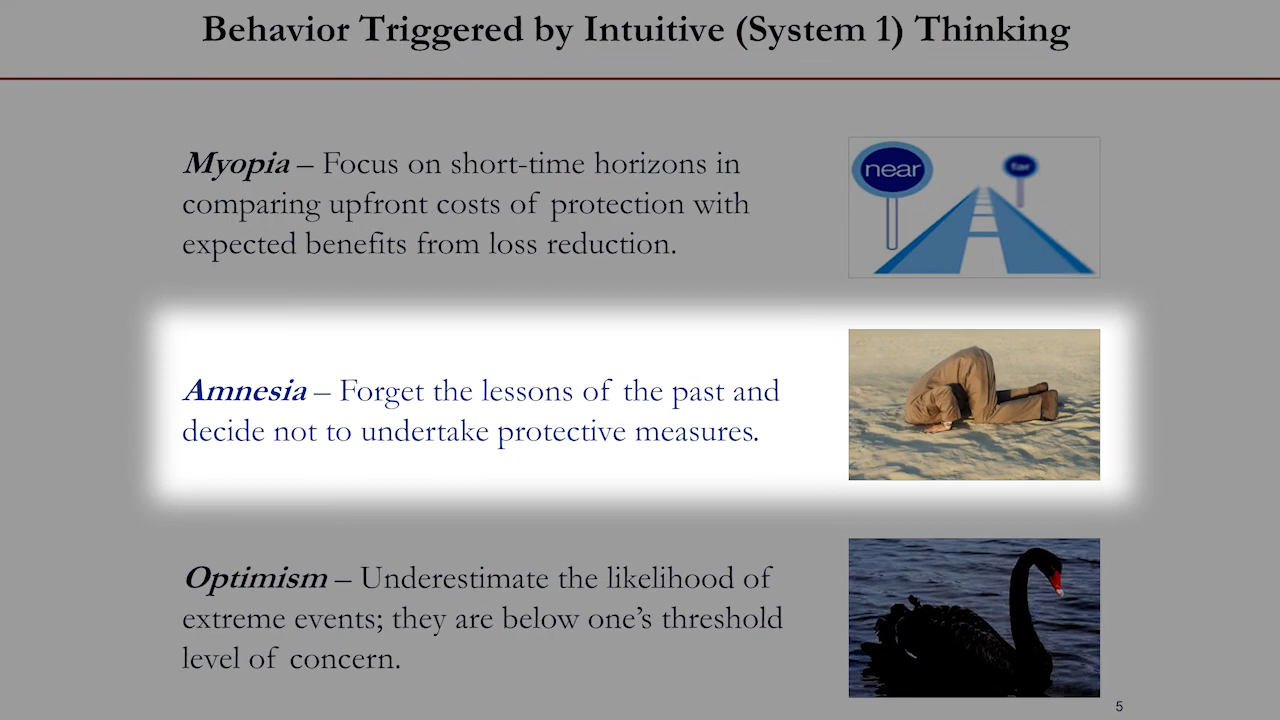 Behavior Triggered by Intuitive (System 1) Thinking
Myopia – Focus on short-time horizons in
comparing upfront costs of protection with
expected benefits from loss reduction.
near
far
Amnesia – Forget the lessons of the past and
decide not to undertake protective measures.
Optimism – Underestimate the likelihood of
extreme events; they are below one’s threshold
level of concern.
5